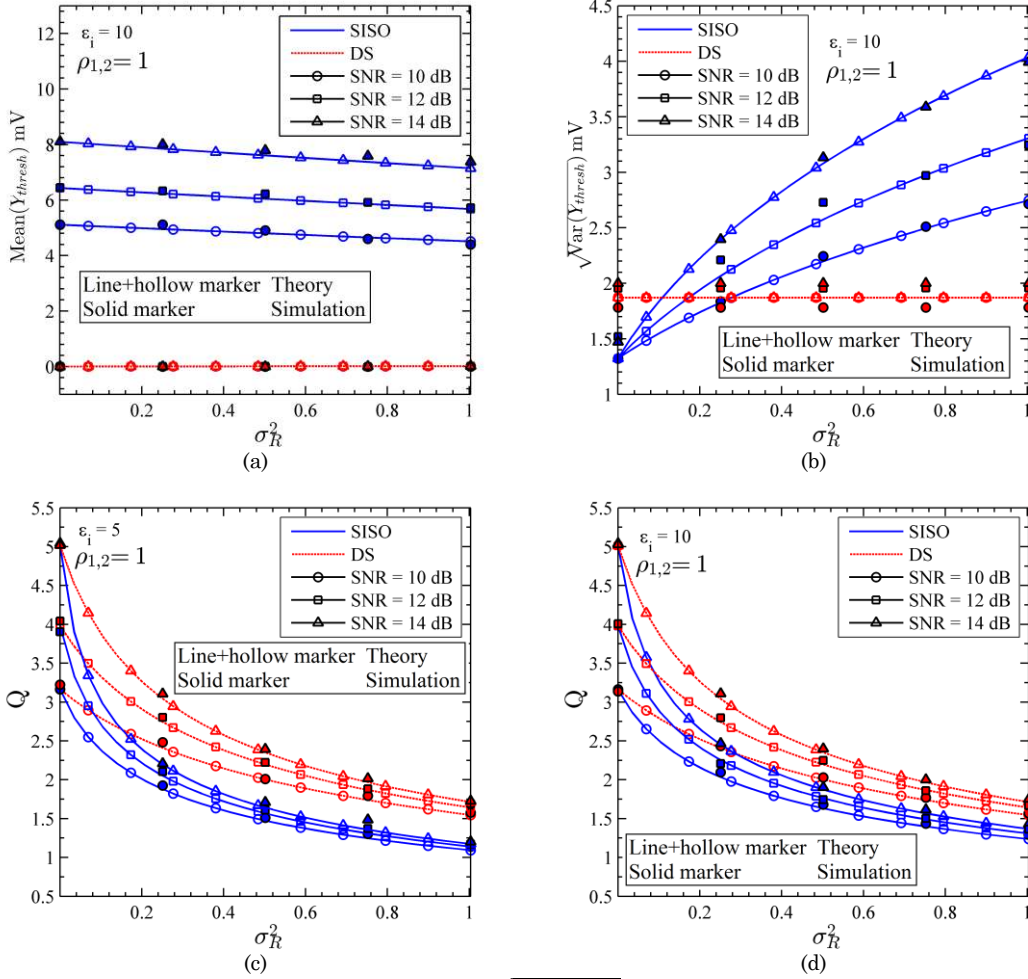 13
12
10
8
6
4
2
0
Mean(Y_thresh) mV
ε_i = 10
ρ_1,2 = 1
SISO
DS
SNR = 10 dB
SNR = 12 dB
SNR = 14 dB
Line+hollow marker Theory
Solid marker Simulation
0.2 0.4 0.6 0.8 1
σ_R^2
(a)
4.5
4
3.5
3
2.5
2
1.5
1
√Var(Y_thresh) mV
SISO
DS
SNR = 10 dB
SNR = 12 dB
SNR = 14 dB
ε_i = 10
ρ_1,2 = 1
Line+hollow marker Theory
Solid marker Simulation
0.2 0.4 0.6 0.8 1
σ_R^2
(b)
5.5
5
4.5
4
3.5
3
2.5
2
1.5
1
0.5
Q
ε_i = 5
ρ_1,2 = 1
SISO
DS
SNR = 10 dB
SNR = 12 dB
SNR = 14 dB
Line+hollow marker Theory
Solid marker Simulation
0.2 0.4 0.6 0.8 1
σ_R^2
(c)
5.5
5
4.5
4
3.5
3
2.5
2
1.5
1
0.5
Q
ε_i = 10
ρ_1,2 = 1
SISO
DS
SNR = 10 dB
SNR = 12 dB
SNR = 14 dB
Line+hollow marker Theory
Solid marker Simulation
0.2 0.4 0.6 0.8 1
σ_R^2
(d)